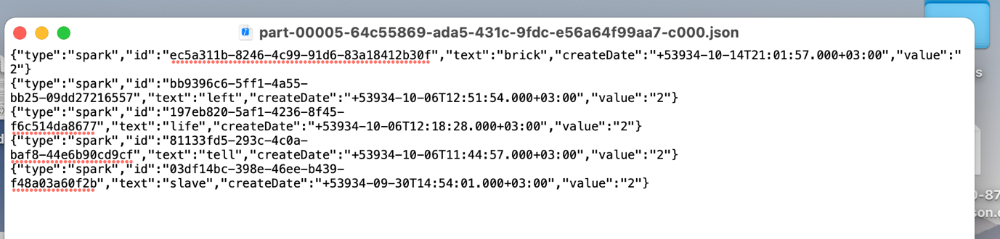 part-00005-64c55869-ada5-431c-9fdc-e56a64f99aa7-c000.json
{"type":"spark","id":"ec5a311b-8246-4c99-91d6-83a18412b30f","text":"brick","createDate":"+53934-10-14T21:01:57.000+03:00","value":"
2"}
{"type":"spark","id":"bb9396c6-5ff1-4a55-
bb25-09dd27216557","text":"left","createDate":"+53934-10-06T12:51:54.000+03:00","value":"2"}
{"type":"spark","id":"197eb820-5af1-4236-8f45-
f6c514da8677","text":"life","createDate":"+53934-10-06T12:18:28.000+03:00","value":"2"}
{"type":"spark","id":"81133fd5-293c-4c0a-
baf8-44e6b90cd9cf","text":"tell","createDate":"+53934-10-06T11:44:57.000+03:00","value":"2"}
{"type":"spark","id":"03df14bc-398e-46ee-b439-
f48a03a60f2b","text":"slave","createDate":"+53934-09-30T14:54:01.000+03:00","value":"2"}